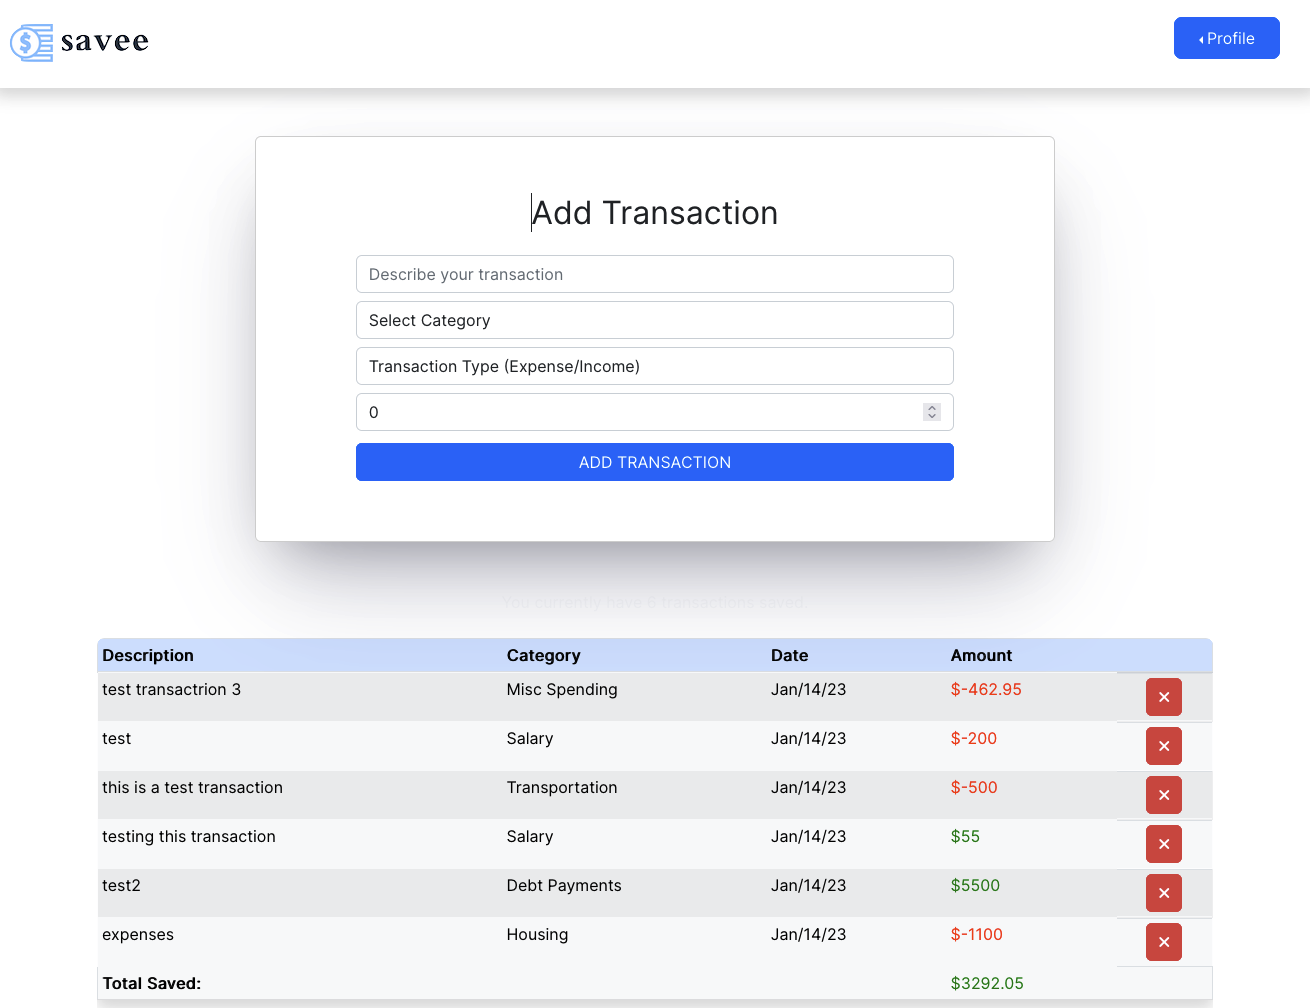 savee
Profile
Add Transaction
Describe your transaction
Select Category
Transaction Type (Expense/Income)
0
ADD TRANSACTION
You currently have 6 transactions saved.
Description Category Date Amount
test transactrion 3 Misc Spending Jan/14/23 $-462.95
test Salary Jan/14/23 $-200
this is a test transaction Transportation Jan/14/23 $-500
testing this transaction Salary Jan/14/23 $55
test2 Debt Payments Jan/14/23 $5500
expenses Housing Jan/14/23 $-1100
Total Saved: $3292.05